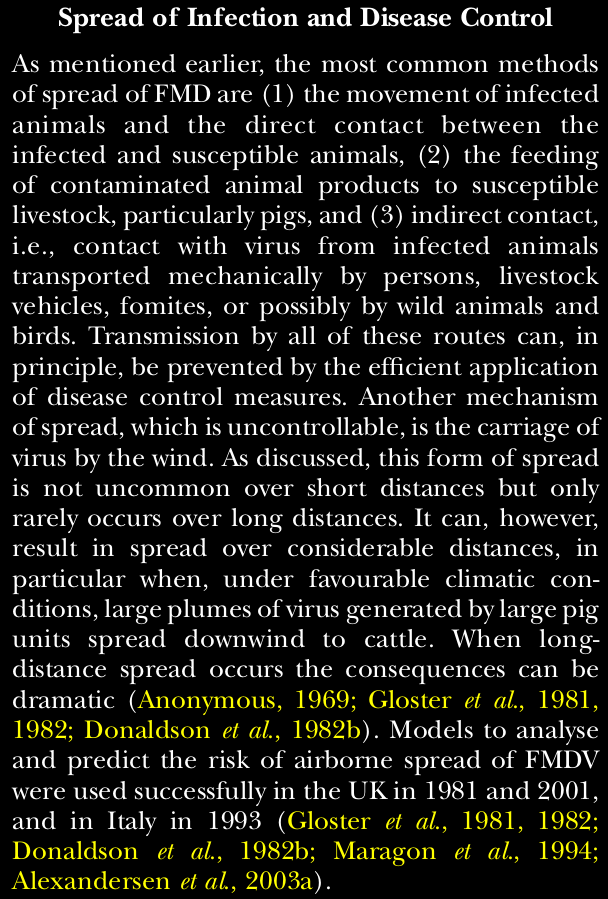 Spread of Infection and Disease Control
As mentioned earlier, the most common methods
of spread of FMD are (1) the movement of infected
animals and the direct contact between the
infected and susceptible animals, (2) the feeding
of contaminated animal products to susceptible
livestock, particularly pigs, and (3) indirect contact,
i.e., contact with virus from infected animals
transported mechanically by persons, livestock
vehicles, fomites, or possibly by wild animals and
birds. Transmission by all of these routes can, in
principle, be prevented by the efficient application
of disease control measures. Another mechanism
of spread, which is uncontrollable, is the carriage of
virus by the wind. As discussed, this form of spread
is not uncommon over short distances but only
rarely occurs over long distances. It can, however,
result in spread over considerable distances, in
particular when, under favourable climatic con-
ditions, large plumes of virus generated by large pig
units spread downwind to cattle. When long-
distance spread occurs the consequences can be
dramatic (Anonymous, 1969; Gloster et al., 1981,
1982; Donaldson et al., 1982b). Models to analyse
and predict the risk of airborne spread of FMDV
were used successfully in the UK in 1981 and 2001,
and in Italy in 1993 (Gloster et al., 1981, 1982;
Donaldson et al., 1982b; Maragon et al., 1994;
Alexandersen et al., 2003a).